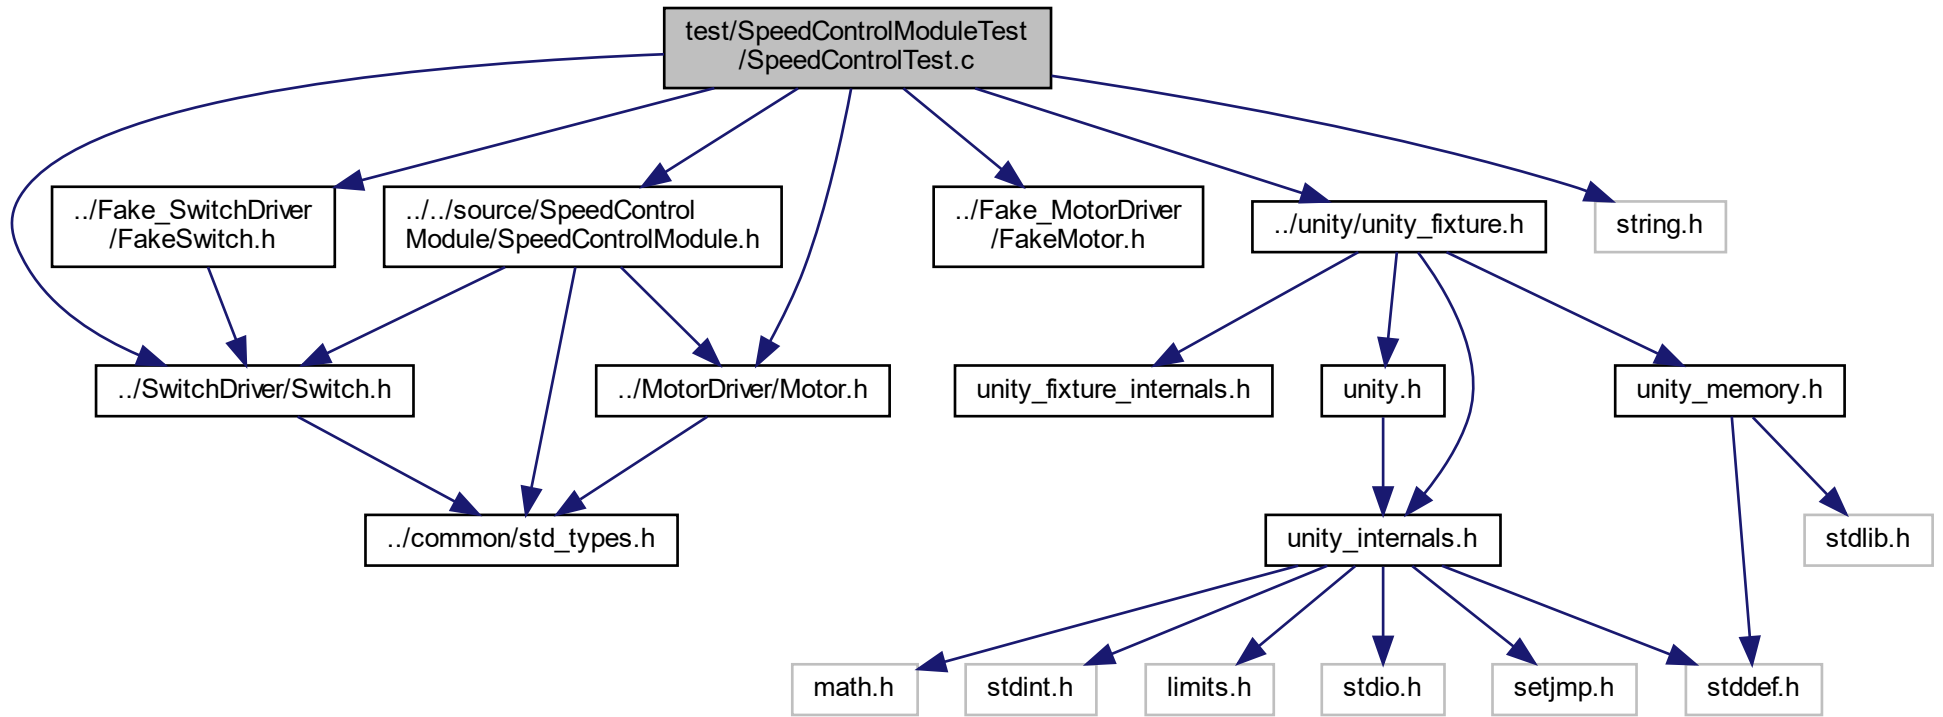 test/SpeedControlModuleTest
/SpeedControlTest.c
../Fake_SwitchDriver
/FakeSwitch.h
../../source/SpeedControl
Module/SpeedControlModule.h
../Fake_MotorDriver
/FakeMotor.h
../unity/unity_fixture.h
string.h
../SwitchDriver/Switch.h
../MotorDriver/Motor.h
unity_fixture_internals.h
unity.h
unity_memory.h
../common/std_types.h
unity_internals.h
stdlib.h
math.h
stdint.h
limits.h
stdio.h
setjmp.h
stddef.h